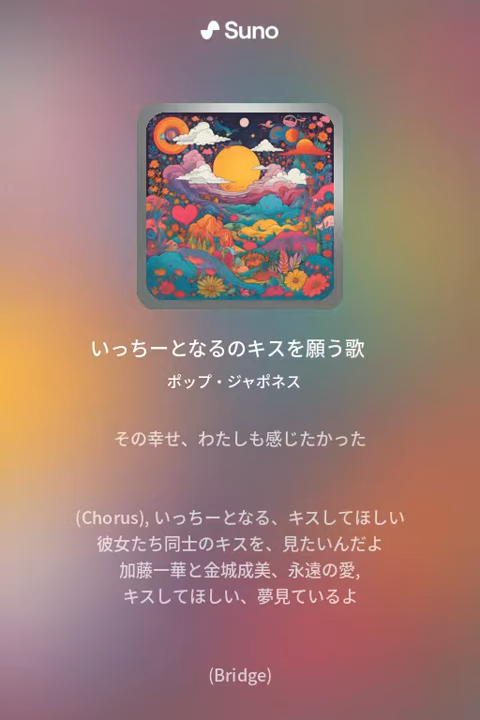 Suno
いっちーとなるのキスを願う歌
ポップ・ジャポネス
その幸せ、わたしも感じたかった
(Chorus), いっちーとなる、キスしてほしい
彼女たち同士のキスを、見たいんだよ
加藤一華と金城成美、永遠の愛,
キスしてほしい、夢見ているよ
(Bridge)